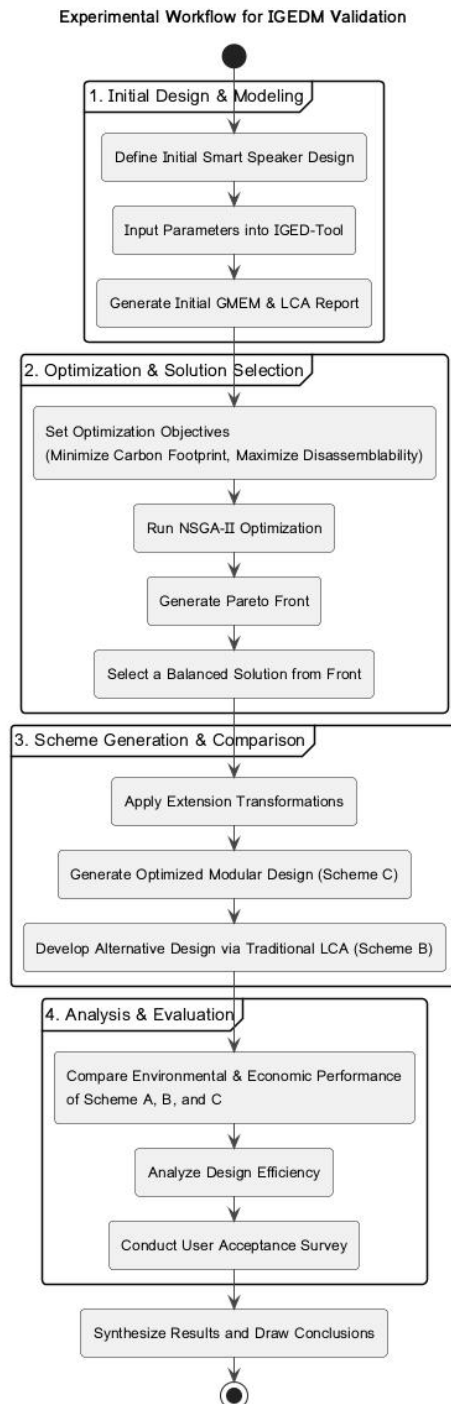 Experimental Workflow for IGEDM Validation
1. Initial Design & Modeling
Define Initial Smart Speaker Design
Input Parameters into IGED-Tool
Generate Initial GMEM & LCA Report
2. Optimization & Solution Selection
Set Optimization Objectives
(Minimize Carbon Footprint, Maximize Disassemblability)
Run NSGA-II Optimization
Generate Pareto Front
Select a Balanced Solution from Front
3. Scheme Generation & Comparison
Apply Extension Transformations
Generate Optimized Modular Design (Scheme C)
Develop Alternative Design via Traditional LCA (Scheme B)
4. Analysis & Evaluation
Compare Environmental & Economic Performance
of Scheme A, B, and C
Analyze Design Efficiency
Conduct User Acceptance Survey
Synthesize Results and Draw Conclusions